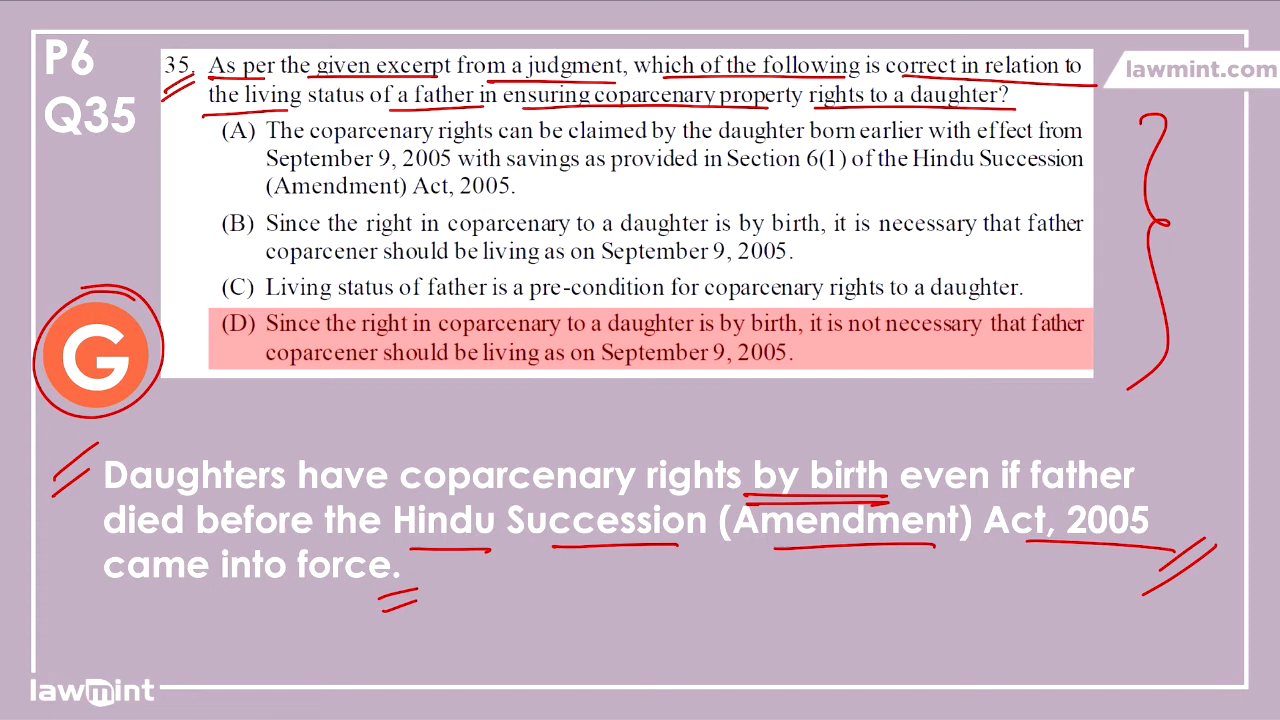 P6
Q35
lawmint.com
35. As per the given excerpt from a judgment, which of the following is correct in relation to
the living status of a father in ensuring coparcenary property rights to a daughter?
(A) The coparcenary rights can be claimed by the daughter born earlier with effect from
September 9, 2005 with savings as provided in Section 6(1) of the Hindu Succession
(Amendment) Act, 2005.
(B) Since the right in coparcenary to a daughter is by birth, it is necessary that father
coparcener should be living as on September 9, 2005.
(C) Living status of father is a pre-condition for coparcenary rights to a daughter.
(D) Since the right in coparcenary to a daughter is by birth, it is not necessary that father
coparcener should be living as on September 9, 2005.
G
Daughters have coparcenary rights by birth even if father
died before the Hindu Succession (Amendment) Act, 2005
came into force.
lawmint